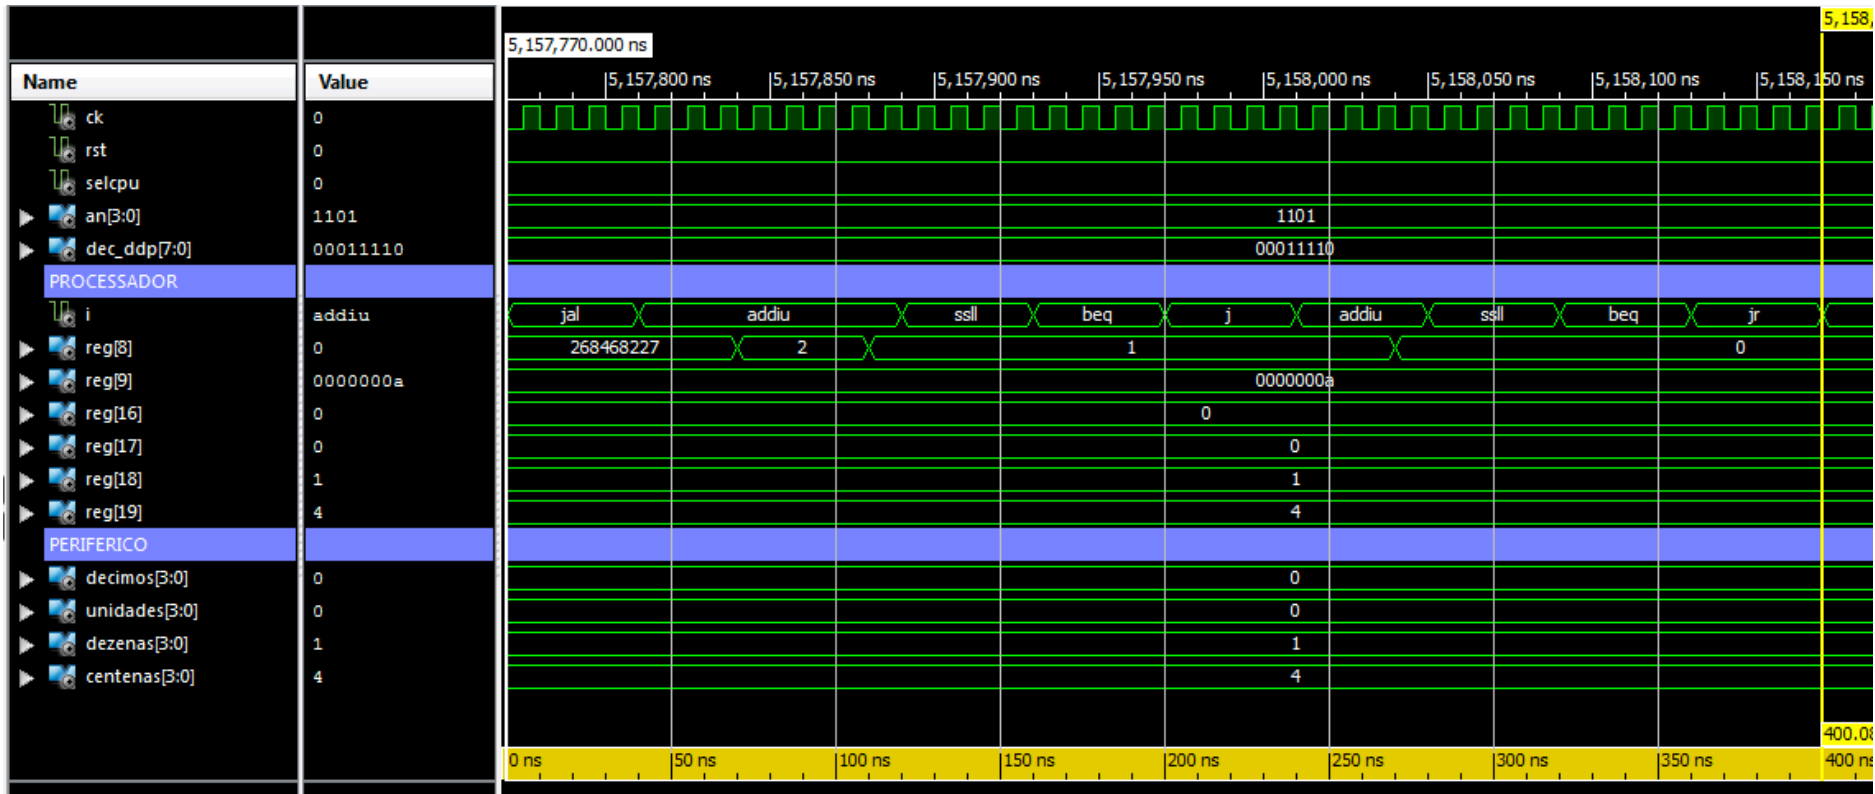 5,158,
5,157,770.000 ns
Name Value |5,157,800 ns |5,157,850 ns |5,157,900 ns |5,157,950 ns |5,158,000 ns |5,158,050 ns |5,158,100 ns |5,158,150 ns
ck 0
rst 0
selcpu 0
an[3:0] 1101 1101
dec_ddp[7:0] 00011110 00011110
PROCESSADOR
i addiu jal addiu ssll beq j addiu ssll beq jr
reg[8] 0 268468227 2 1 0
reg[9] 0000000a 0000000a
reg[16] 0 0
reg[17] 0 0
reg[18] 1 1
reg[19] 4 4
PERIFERICO
decimos[3:0] 0 0
unidades[3:0] 0 0
dezenas[3:0] 1 1
centenas[3:0] 4 4
400.08
0 ns |50 ns |100 ns |150 ns |200 ns |250 ns |300 ns |350 ns |400 ns